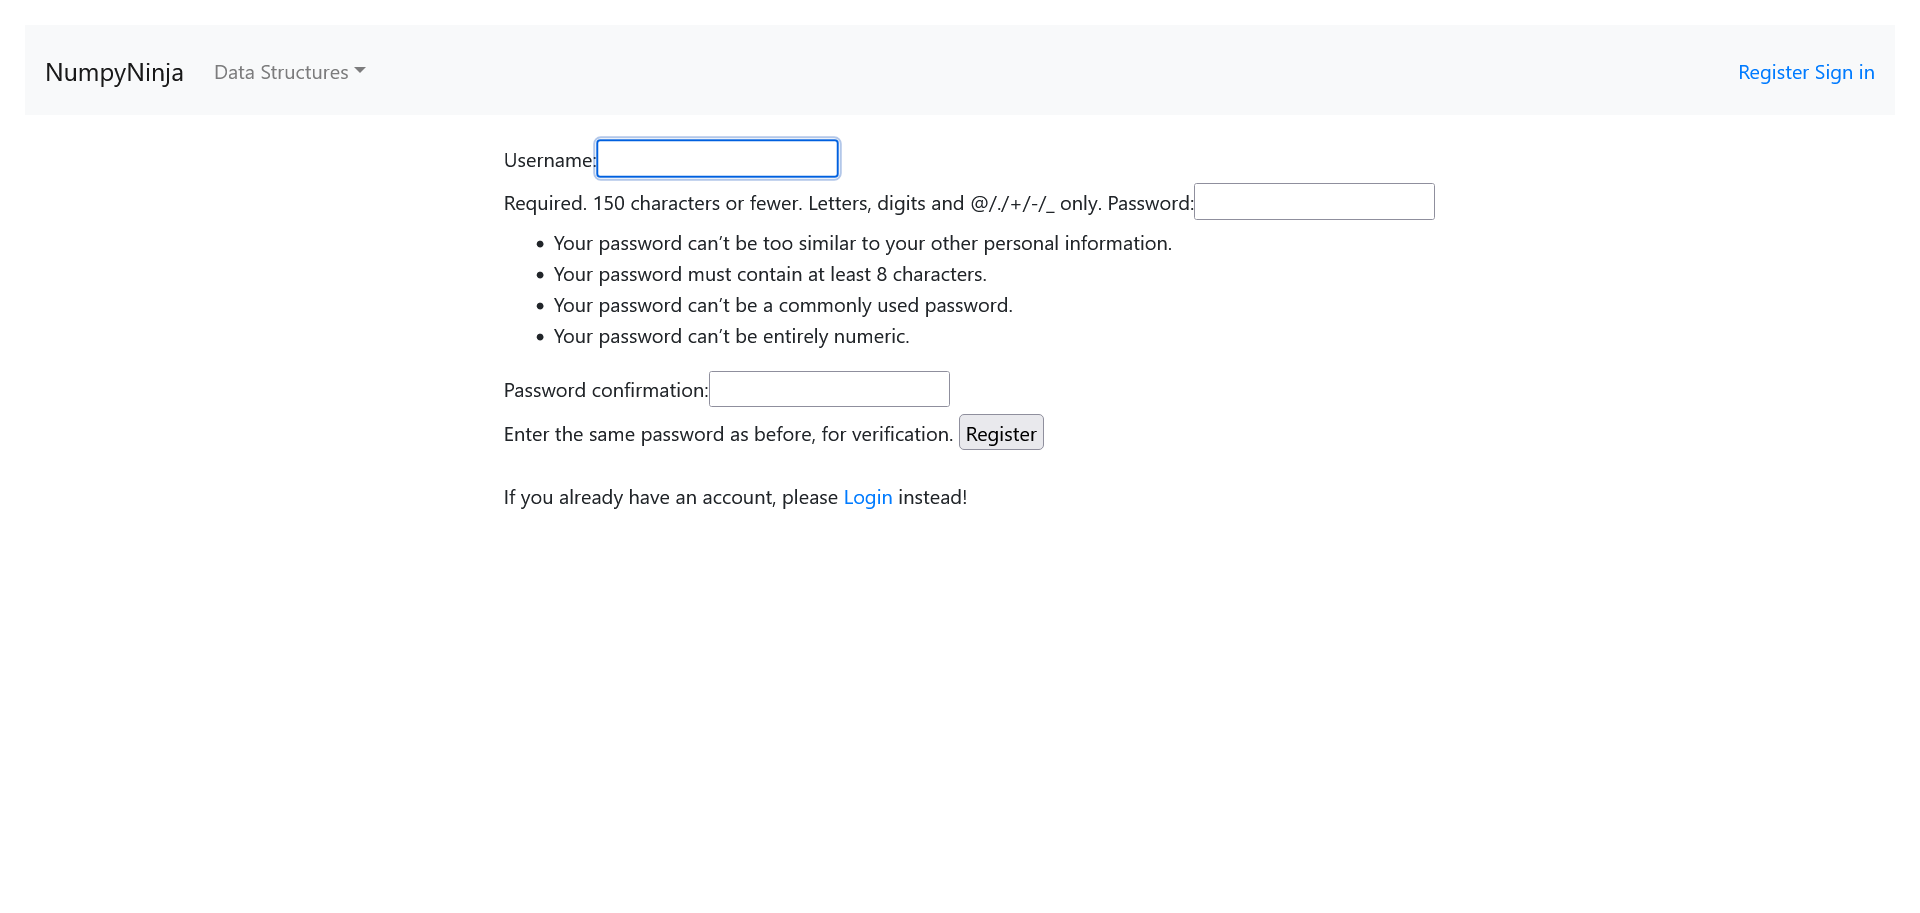 NumpyNinja Data Structures Register Sign in
Username:
Required. 150 characters or fewer. Letters, digits and @/./+/-/_ only. Password:
• Your password can’t be too similar to your other personal information.
• Your password must contain at least 8 characters.
• Your password can’t be a commonly used password.
• Your password can’t be entirely numeric.
Password confirmation:
Enter the same password as before, for verification. Register
If you already have an account, please Login instead!